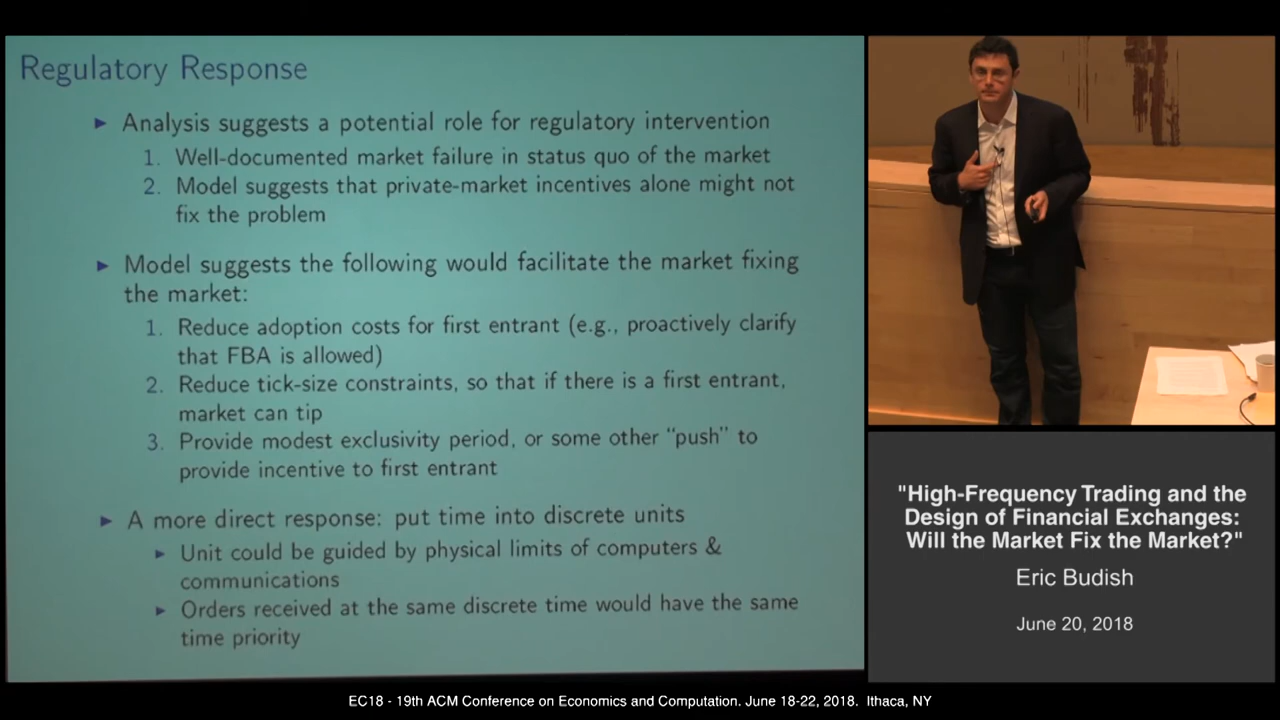 Regulatory Response
▶ Analysis suggests a potential role for regulatory intervention
1. Well-documented market failure in status quo of the market
2. Model suggests that private-market incentives alone might not
fix the problem
▶ Model suggests the following would facilitate the market fixing
the market:
1. Reduce adoption costs for first entrant (e.g., proactively clarify
that FBA is allowed)
2. Reduce tick-size constraints, so that if there is a first entrant,
market can tip
3. Provide modest exclusivity period, or some other “push” to
provide incentive to first entrant
▶ A more direct response: put time into discrete units
▶ Unit could be guided by physical limits of computers &
communications
▶ Orders received at the same discrete time would have the same
time priority
"High-Frequency Trading and the
Design of Financial Exchanges:
Will the Market Fix the Market?"
Eric Budish
June 20, 2018
EC18 - 19th ACM Conference on Economics and Computation. June 18-22, 2018. Ithaca, NY